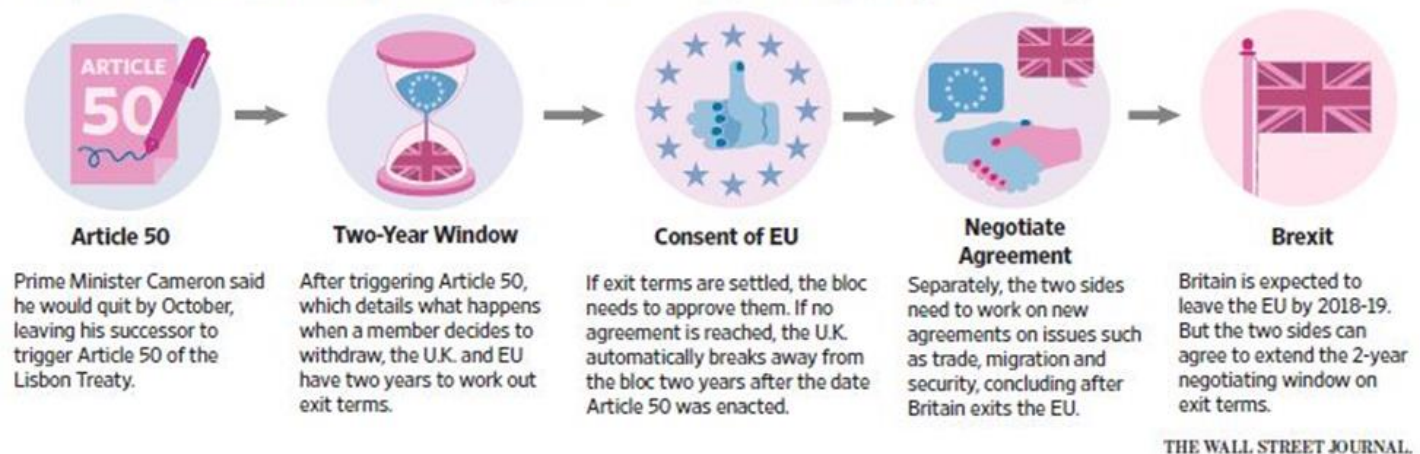 ARTICLE
50
Article 50
Prime Minister Cameron said
he would quit by October,
leaving his successor to
trigger Article 50 of the
Lisbon Treaty.
Two-Year Window
After triggering Article 50,
which details what happens
when a member decides to
withdraw, the U.K. and EU
have two years to work out
exit terms.
Consent of EU
If exit terms are settled, the bloc
needs to approve them. If no
agreement is reached, the U.K.
automatically breaks away from
the bloc two years after the date
Article 50 was enacted.
Negotiate
Agreement
Separately, the two sides
need to work on new
agreements on issues such
as trade, migration and
security, concluding after
Britain exits the EU.
Brexit
Britain is expected to
leave the EU by 2018-19.
But the two sides can
agree to extend the 2-year
negotiating window on
exit terms.
THE WALL STREET JOURNAL.